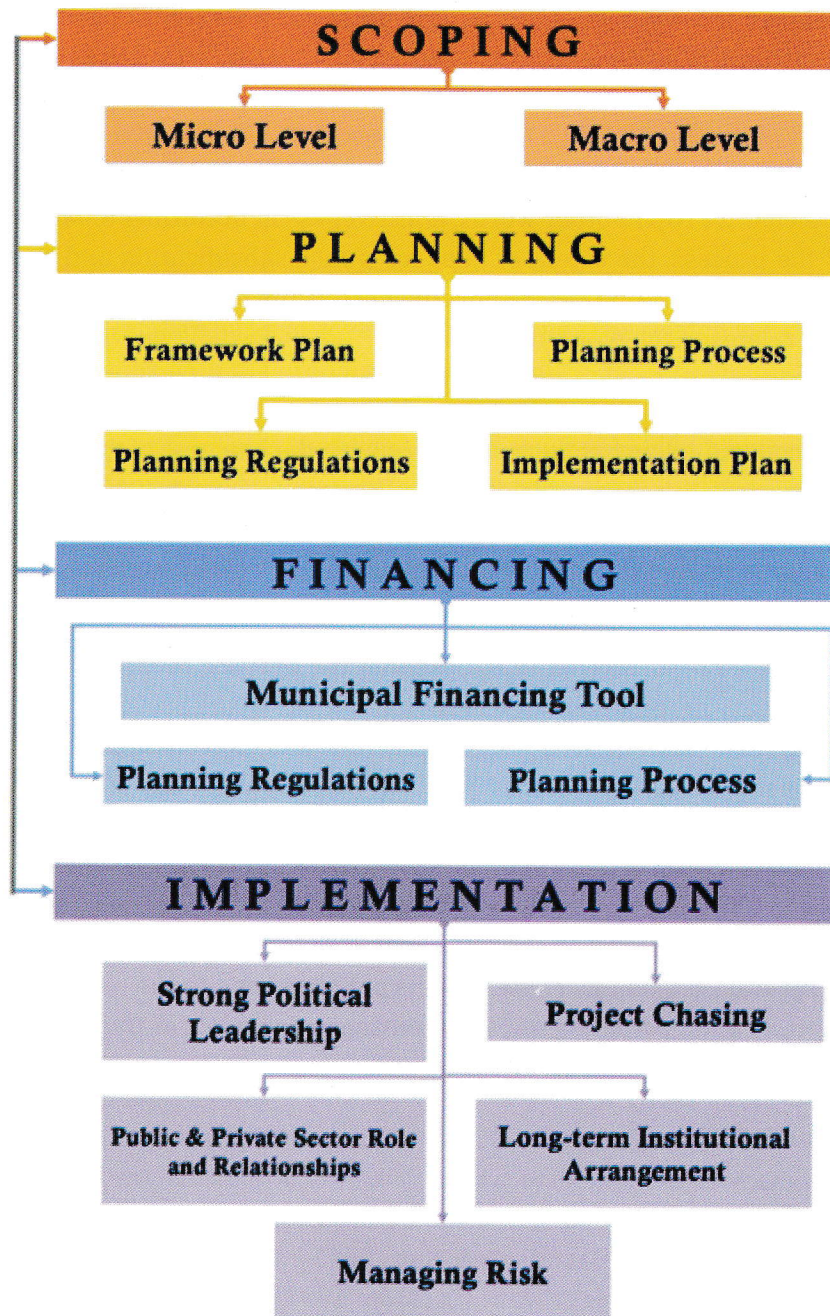 SCOPING
Micro Level
Macro Level
PLANNING
Framework Plan
Planning Process
Planning Regulations
Implementation Plan
FINANCING
Municipal Financing Tool
Planning Regulations
Planning Process
IMPLEMENTATION
Strong Political
Leadership
Project Chasing
Public & Private Sector Role
and Relationships
Long-term Institutional
Arrangement
Managing Risk